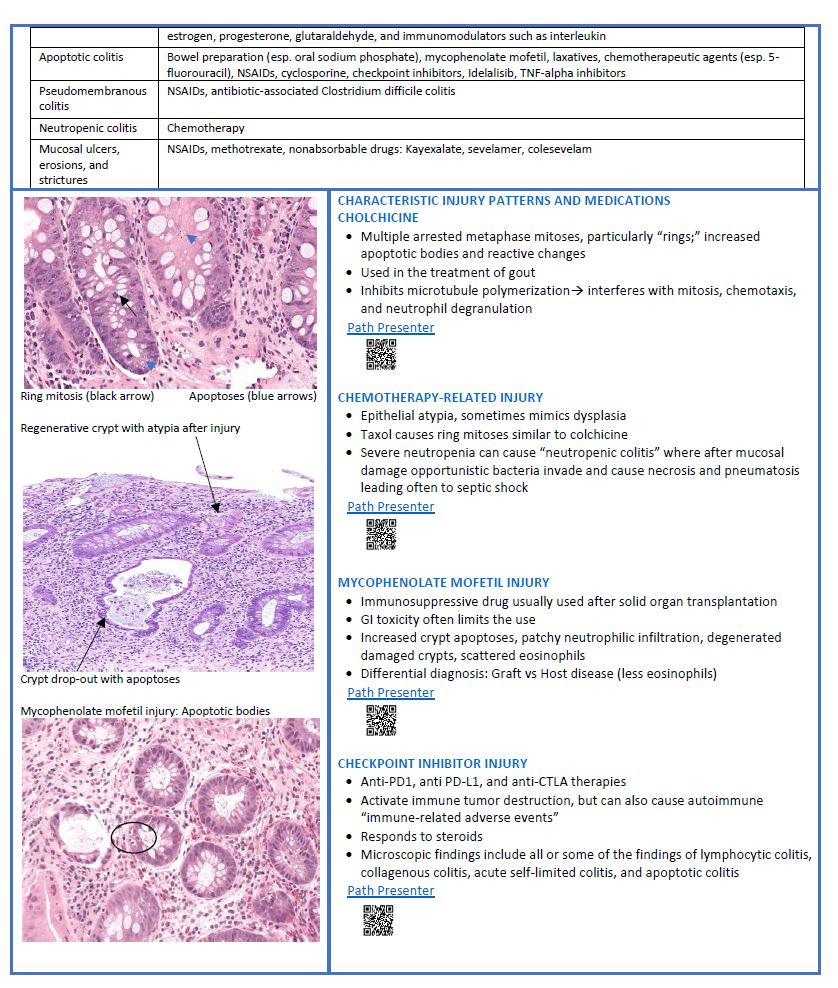 estrogen, progesterone, glutaraldehyde, and immunomodulators such as interleukin
Apoptotic colitis
Bowel preparation (esp. oral sodium phosphate), mycophenolate mofetil, laxatives, chemotherapeutic agents (esp. 5-
fluorouracil), NSAIDs, cyclosporine, checkpoint inhibitors, Idelalisib, TNF-alpha inhibitors
Pseudomembranous
colitis
NSAIDs, antibiotic-associated Clostridium difficile colitis
Neutropenic colitis
Chemotherapy
Mucosal ulcers,
erosions, and
strictures
NSAIDs, methotrexate, nonabsorbable drugs: Kayexalate, sevelamer, colesevelam
Ring mitosis (black arrow) Apoptoses (blue arrows)
Regenerative crypt with atypia after injury
Crypt drop-out with apoptoses
Mycophenolate mofetil injury: Apoptotic bodies
CHARACTERISTIC INJURY PATTERNS AND MEDICATIONS
CHOLCHICINE
• Multiple arrested metaphase mitoses, particularly “rings;” increased
apoptotic bodies and reactive changes
• Used in the treatment of gout
• Inhibits microtubule polymerization→ interferes with mitosis, chemotaxis,
and neutrophil degranulation
Path Presenter
CHEMOTHERAPY-RELATED INJURY
• Epithelial atypia, sometimes mimics dysplasia
• Taxol causes ring mitoses similar to colchicine
• Severe neutropenia can cause “neutropenic colitis” where after mucosal
damage opportunistic bacteria invade and cause necrosis and pneumatosis
leading often to septic shock
Path Presenter
MYCOPHENOLATE MOFETIL INJURY
• Immunosuppressive drug usually used after solid organ transplantation
• GI toxicity often limits the use
• Increased crypt apoptoses, patchy neutrophilic infiltration, degenerated
damaged crypts, scattered eosinophils
• Differential diagnosis: Graft vs Host disease (less eosinophils)
Path Presenter
CHECKPOINT INHIBITOR INJURY
• Anti-PD1, anti PD-L1, and anti-CTLA therapies
• Activate immune tumor destruction, but can also cause autoimmune
“immune-related adverse events”
• Responds to steroids
• Microscopic findings include all or some of the findings of lymphocytic colitis,
collagenous colitis, acute self-limited colitis, and apoptotic colitis
Path Presenter